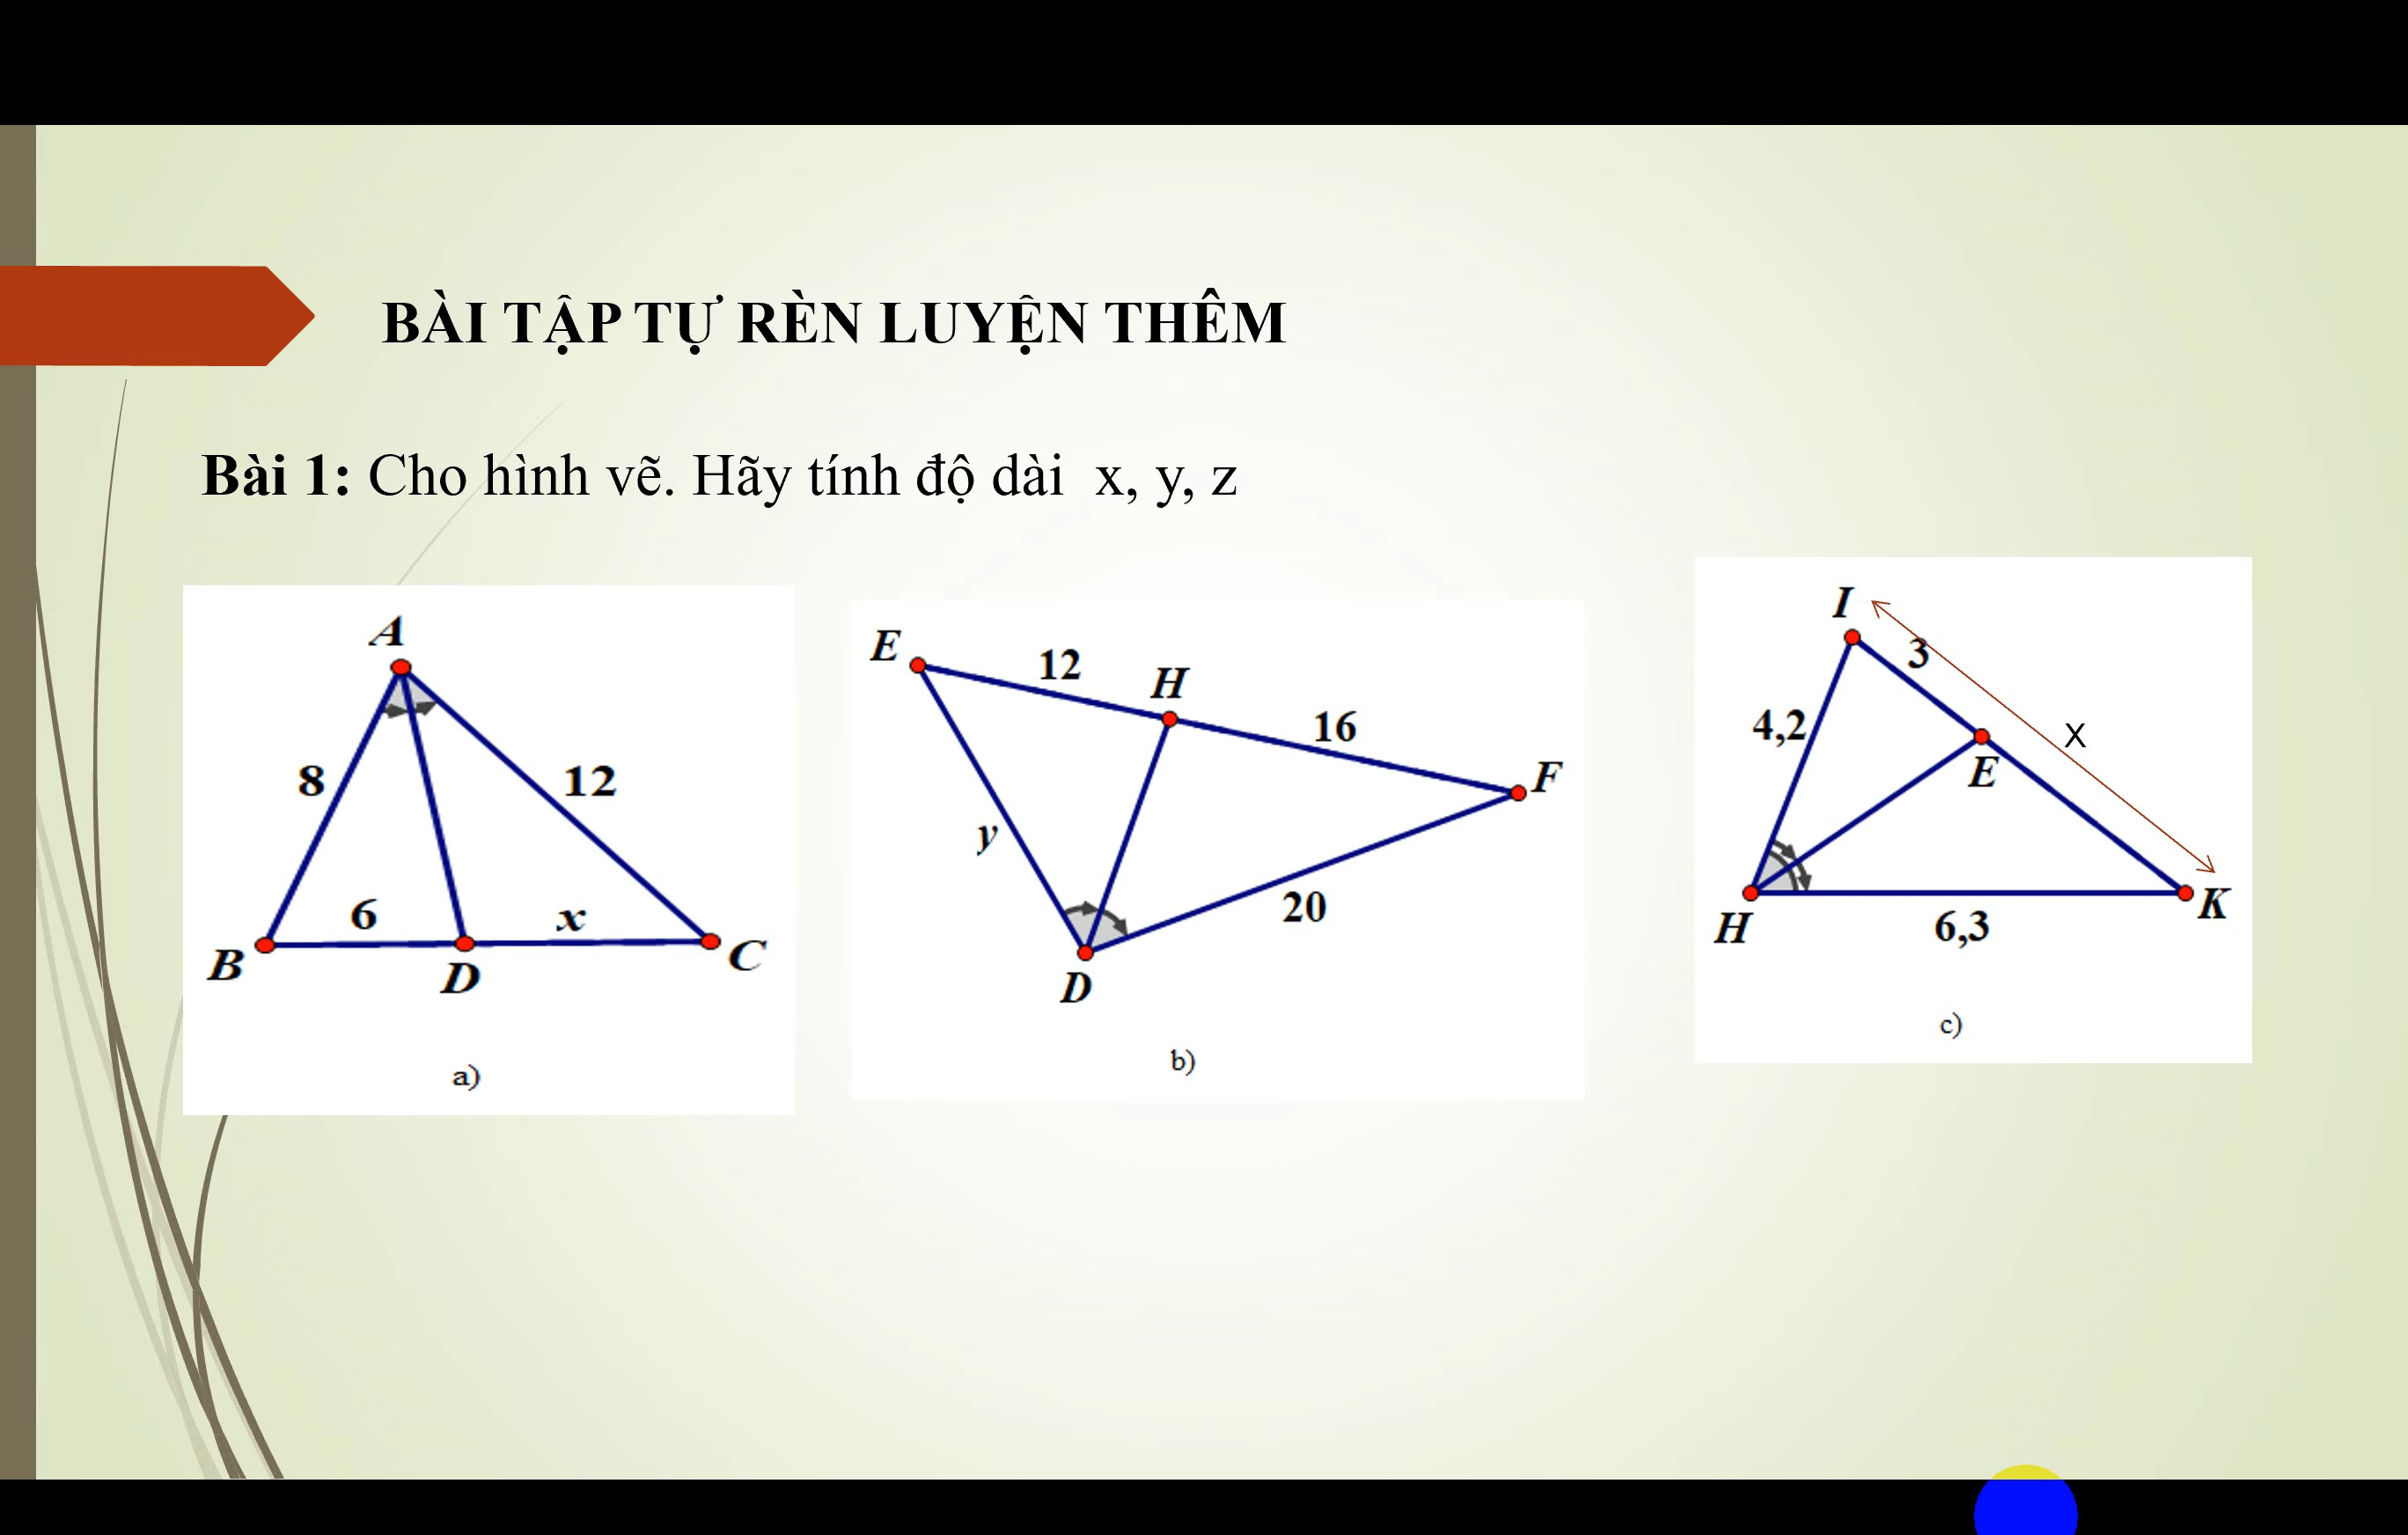 BÀI TẬP TỰ RÈN LUYỆN THÊM
Bài 1: Cho hình vẽ. Hãy tính độ dài x, y, z
A
8
12
6
x
B
D
C
a)
E
12
H
16
F
y
20
D
b)
I
3
4,2
X
E
H
6,3
K
c)